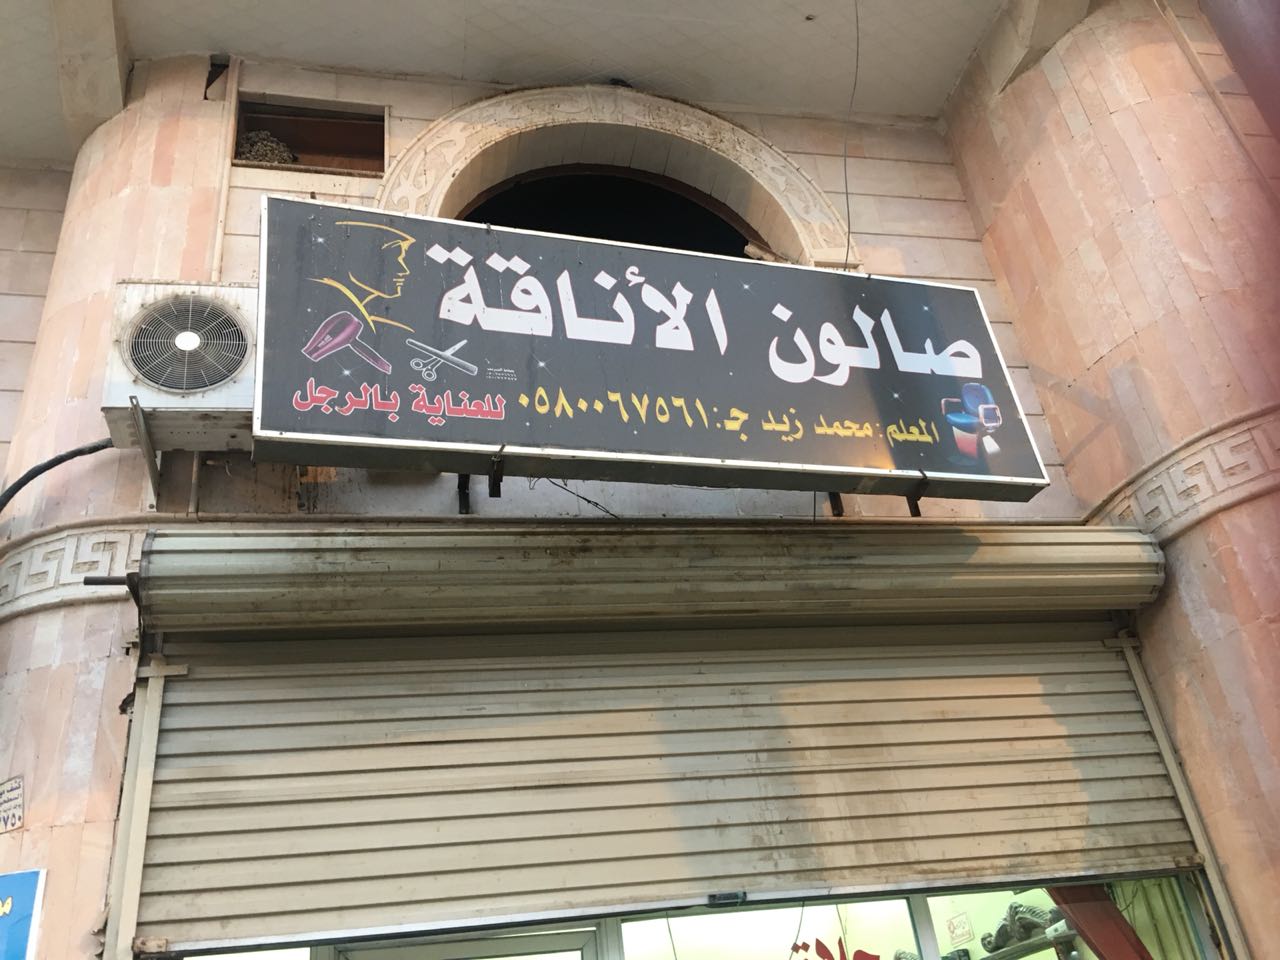 صالون الأناقة
المعلم: محمد زيد ج: ٠٥٨٠٠٦٧٥٦١
للعناية بالرجل